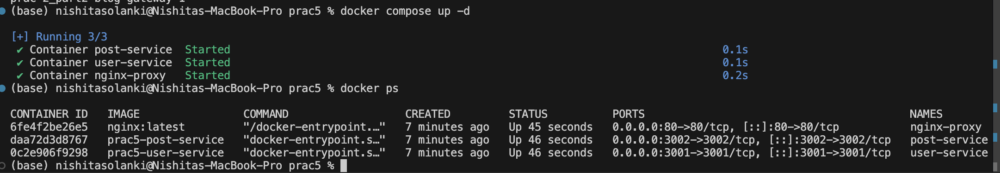 prac-2_part2-blog-gateway-1
(base) nishitasolanki@Nishitas-MacBook-Pro prac5 % docker compose up -d
[+] Running 3/3
✔ Container post-service  Started  0.1s
✔ Container user-service  Started  0.1s
✔ Container nginx-proxy  Started  0.2s
(base) nishitasolanki@Nishitas-MacBook-Pro prac5 % docker ps
CONTAINER ID  IMAGE  COMMAND  CREATED  STATUS  PORTS  NAMES
6fe4f2be26e5  nginx:latest  "/docker-entrypoint.…"  7 minutes ago  Up 45 seconds  0.0.0.0:80->80/tcp, [::]:80->80/tcp  nginx-proxy
daa72d3d8767  prac5-post-service  "docker-entrypoint.s…"  7 minutes ago  Up 46 seconds  0.0.0.0:3002->3002/tcp, [::]:3002->3002/tcp  post-service
0c2e906f9298  prac5-user-service  "docker-entrypoint.s…"  7 minutes ago  Up 46 seconds  0.0.0.0:3001->3001/tcp, [::]:3001->3001/tcp  user-service
(base) nishitasolanki@Nishitas-MacBook-Pro prac5 %